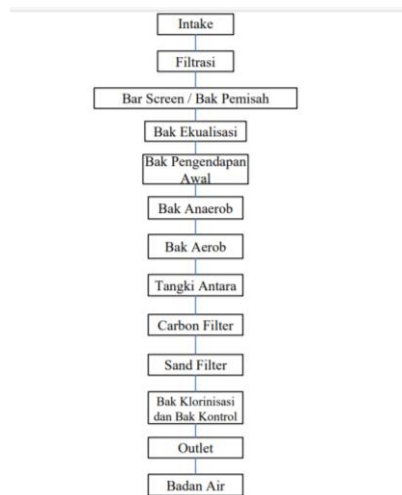 Intake
Filtrasi
Bar Screen / Bak Pemisah
Bak Ekualisasi
Bak Pengendapan
Awal
Bak Anaerob
Bak Aerob
Tangki Antara
Carbon Filter
Sand Filter
Bak Klorinisasi
dan Bak Kontrol
Outlet
Badan Air